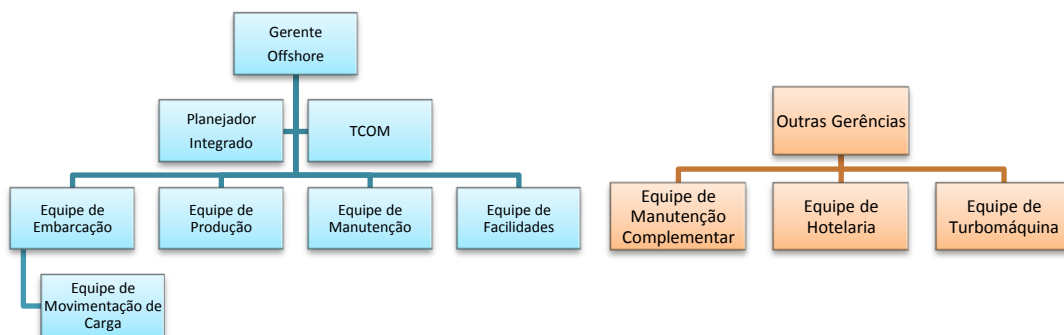 Gerente
Offshore
Planejador
Integrado
TCOM
Outras Gerências
Equipe de
Embarcação
Equipe de
Produção
Equipe de
Manutenção
Equipe de
Facilidades
Equipe de
Manutenção
Complementar
Equipe de
Hotelaria
Equipe de
Turbomáquina
Equipe de
Movimentação de
Carga